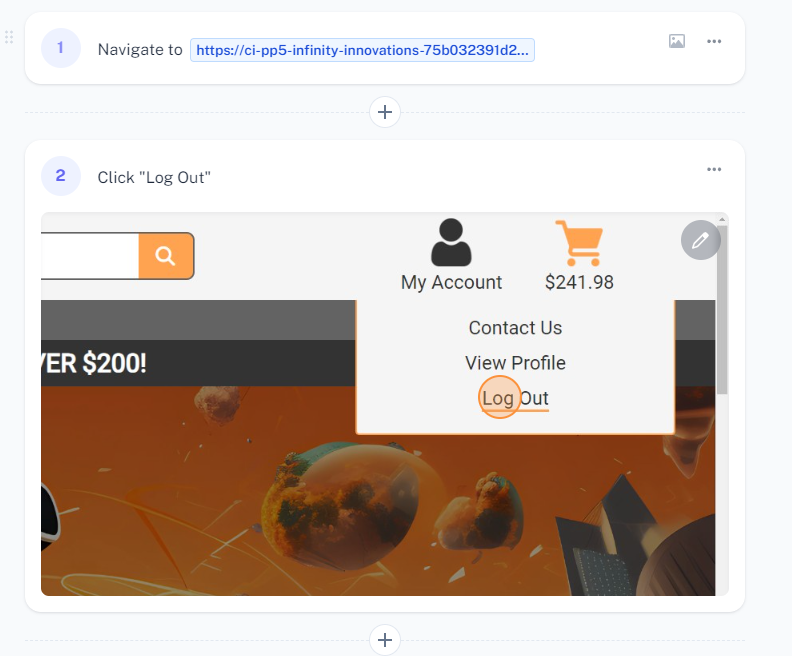 1
Navigate to https://ci-pp5-infinity-innovations-75b032391d2...
2
Click "Log Out"
My Account
$241.98
Contact Us
View Profile
Log Out
VER $200!